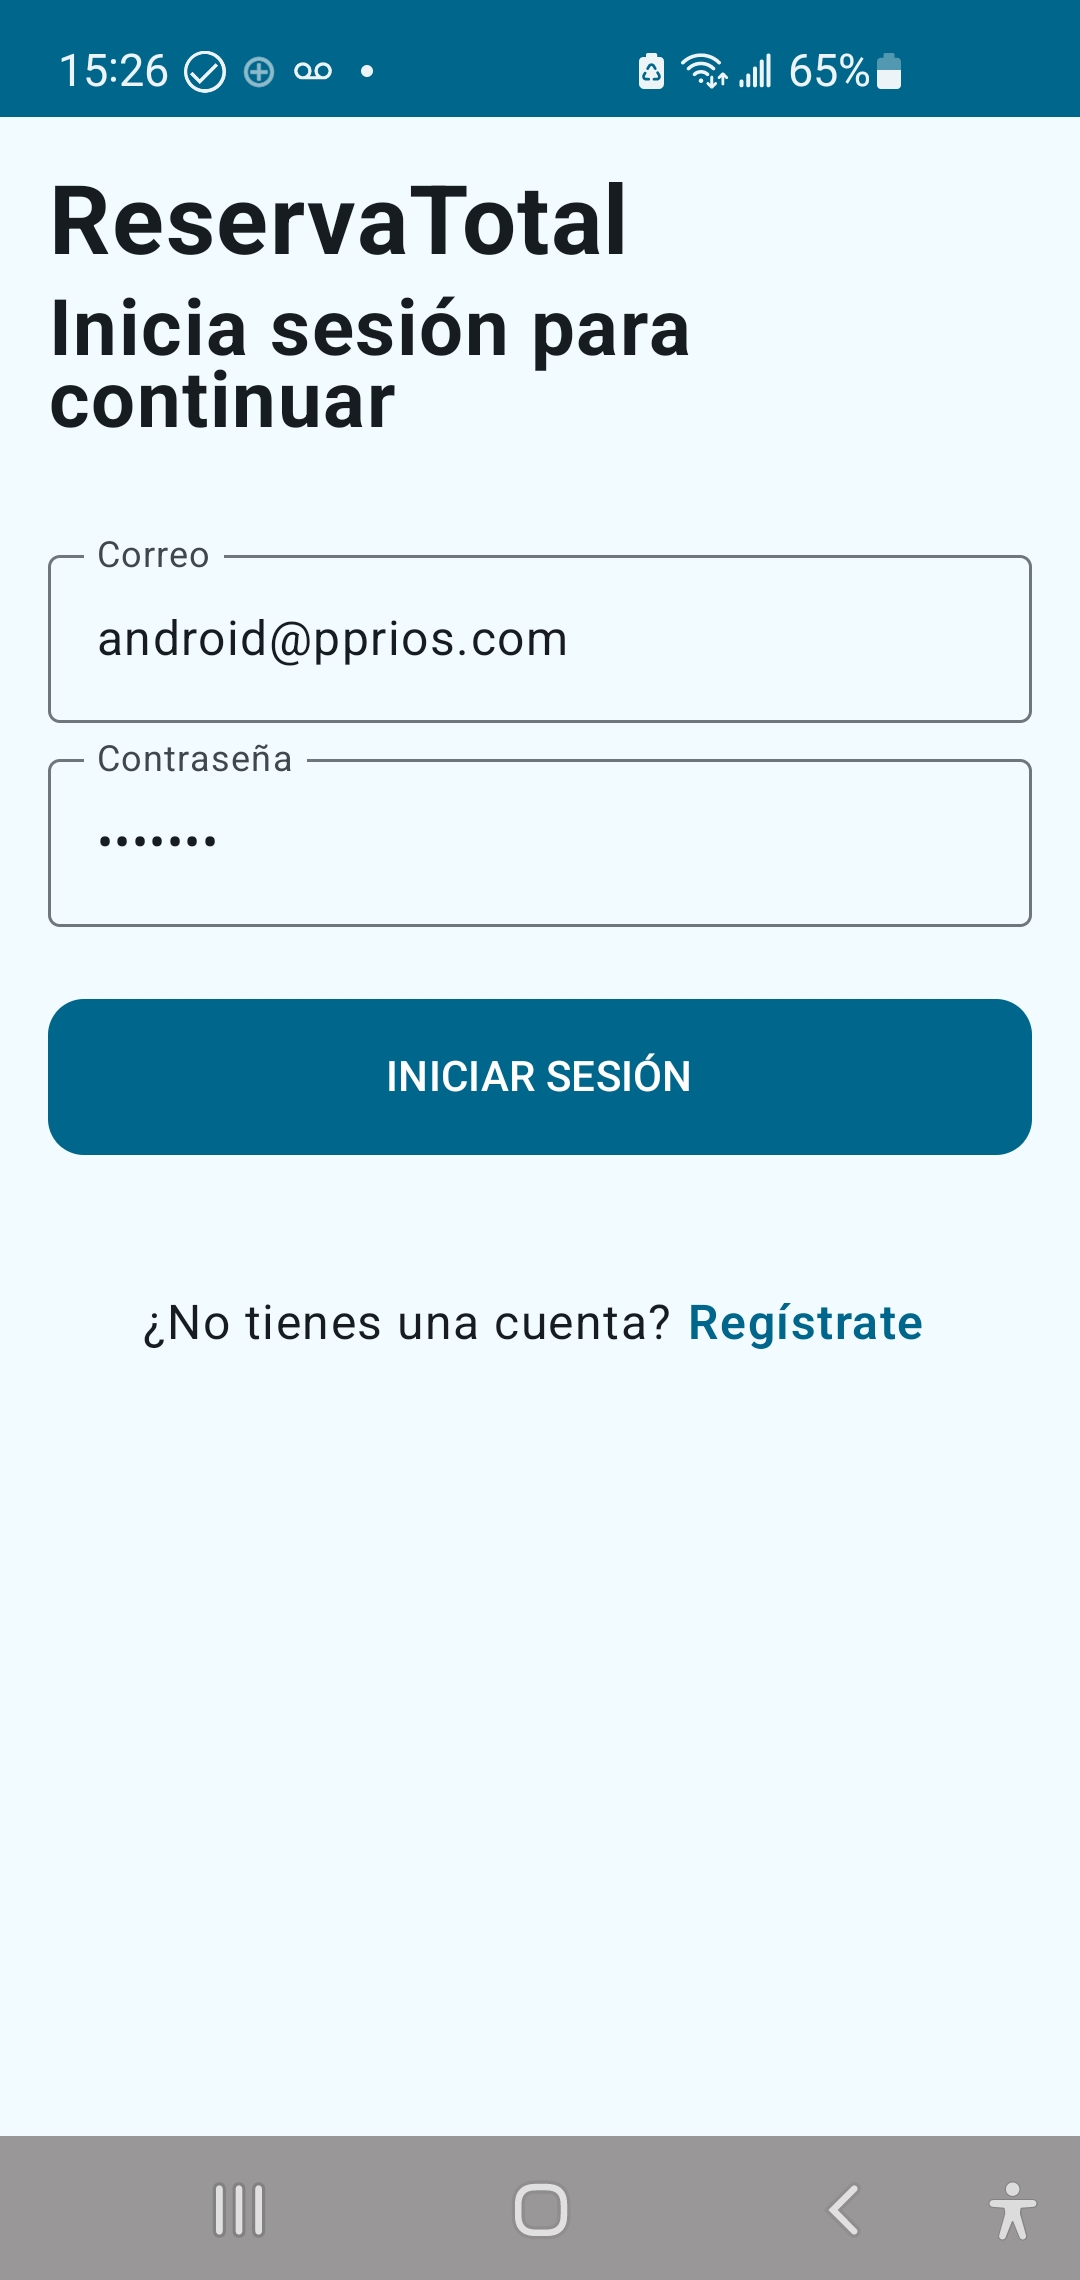 15:26
65%
ReservaTotal
Inicia sesión para
continuar
Correo
android@pprios.com
Contraseña
•••••••
INICIAR SESIÓN
¿No tienes una cuenta? Regístrate